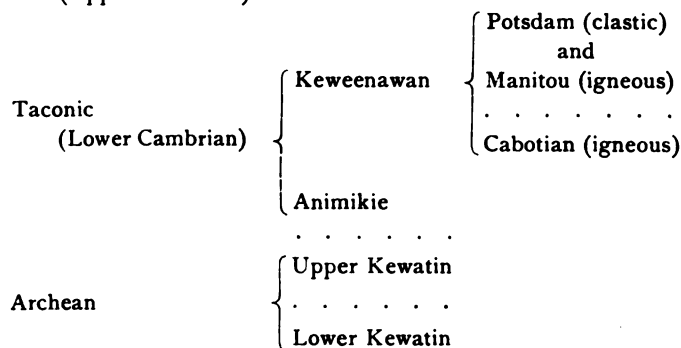 Potsdam (clastic)
and
Keweenawan Manitou (igneous)
. . . . . . .
Taconic
(Lower Cambrian) Cabotian (igneous)
Animikie
. . . . . .
Upper Kewatin
Archean . . . . . .
Lower Kewatin